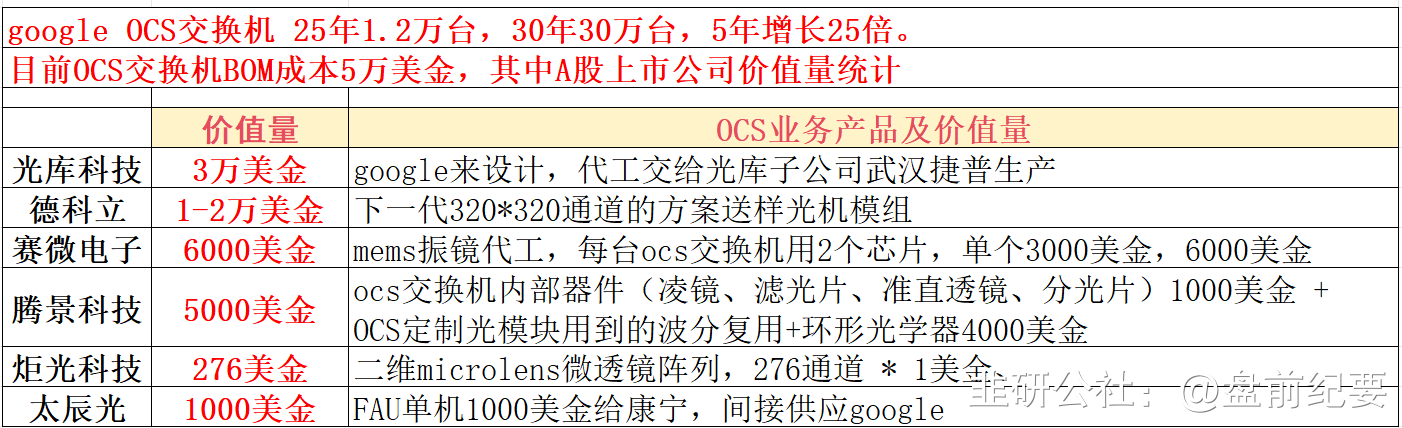 google OCS交换机 25年1.2万台，30年30万台，5年增长25倍。
目前OCS交换机BOM成本5万美金，其中A股上市公司价值量统计
价值量 OCS业务产品及价值量
光库科技 3万美金 google来设计，代工交给光库子公司武汉捷普生产
德科立 1-2万美金 下一代320*320通道的方案送样光机模组
赛微电子 6000美金 mems振镜代工，每台ocs交换机用2个芯片，单个3000美金，6000美金
腾景科技 5000美金 ocs交换机内部器件（凌镜、滤光片、准直透镜、分光片）1000美金 +
OCS定制光模块用到的波分复用+环形光学器4000美金
炬光科技 276美金 二维microlens微透镜阵列，276通道 * 1美金、
太辰光 1000美金 FAU单机1000美金给康宁，间接供应google
韭研公社：@盘前纪要